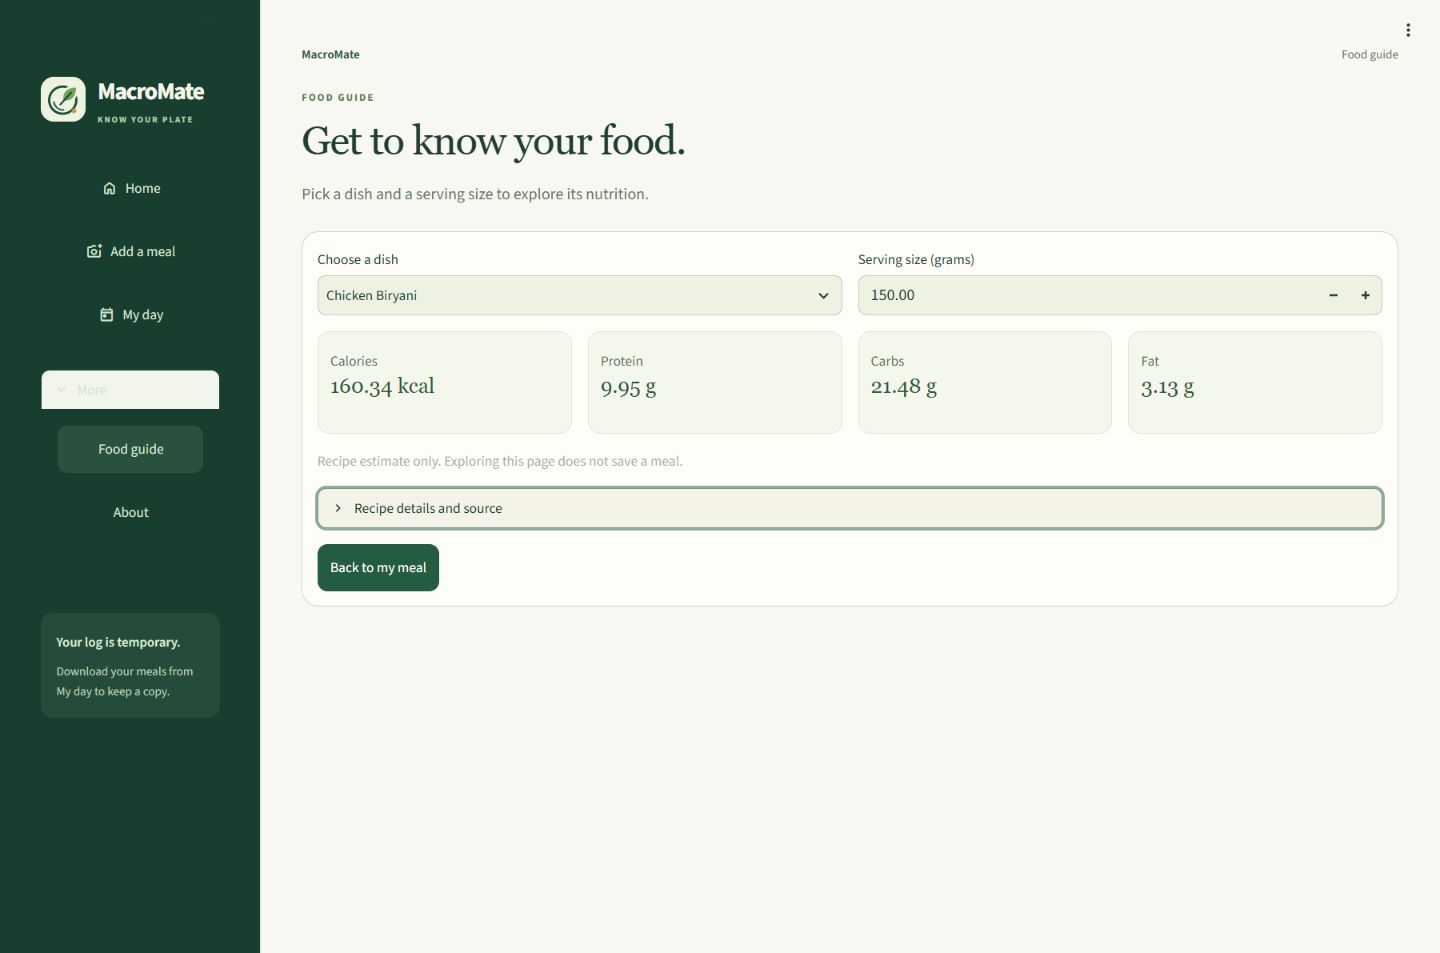 MacroMate
KNOW YOUR PLATE
Home
Add a meal
My day
More
Food guide
About
Your log is temporary.
Download your meals from
My day to keep a copy.
MacroMate
Food guide
FOOD GUIDE
Get to know your food.
Pick a dish and a serving size to explore its nutrition.
Choose a dish
Chicken Biryani
Serving size (grams)
150.00
Calories
160.34 kcal
Protein
9.95 g
Carbs
21.48 g
Fat
3.13 g
Recipe estimate only. Exploring this page does not save a meal.
Recipe details and source
Back to my meal